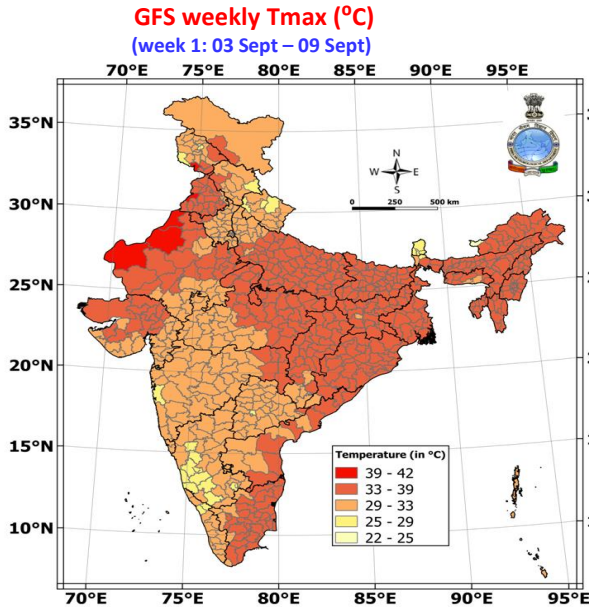 GFS weekly Tmax (⁰C)
(week 1: 03 Sept – 09 Sept)
70°E 75°E 80°E 85°E 90°E 95°E
35°N
30°N
25°N
20°N
15°N
10°N
N
W E
S
0 250 500 km
Temperature (in °C)
39 - 42
33 - 39
29 - 33
25 - 29
22 - 25
70°E 75°E 80°E 85°E 90°E 95°E